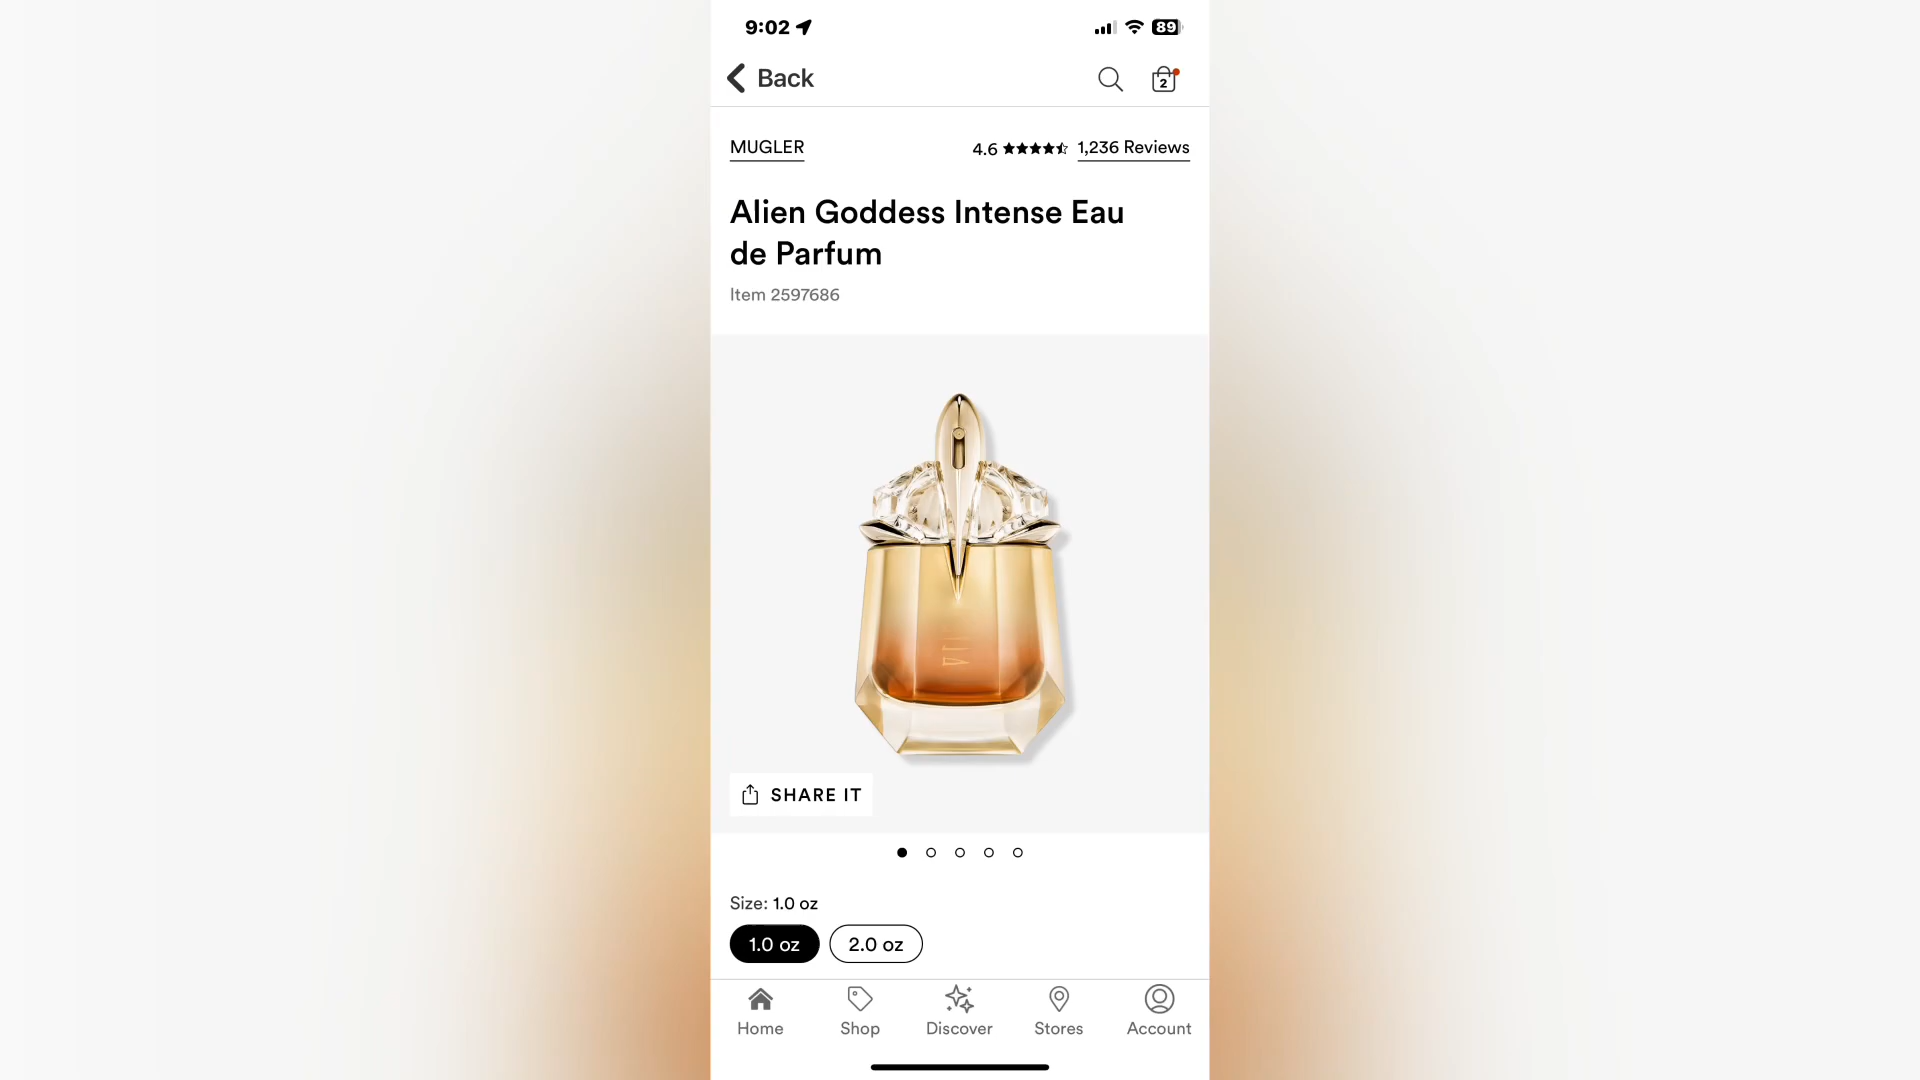 9:02
89
Back
2
MUGLER
4.6
1,236 Reviews
Alien Goddess Intense Eau
de Parfum
Item 2597686
SHARE IT
Size: 1.0 oz
1.0 oz
2.0 oz
Home
Shop
Discover
Stores
Account